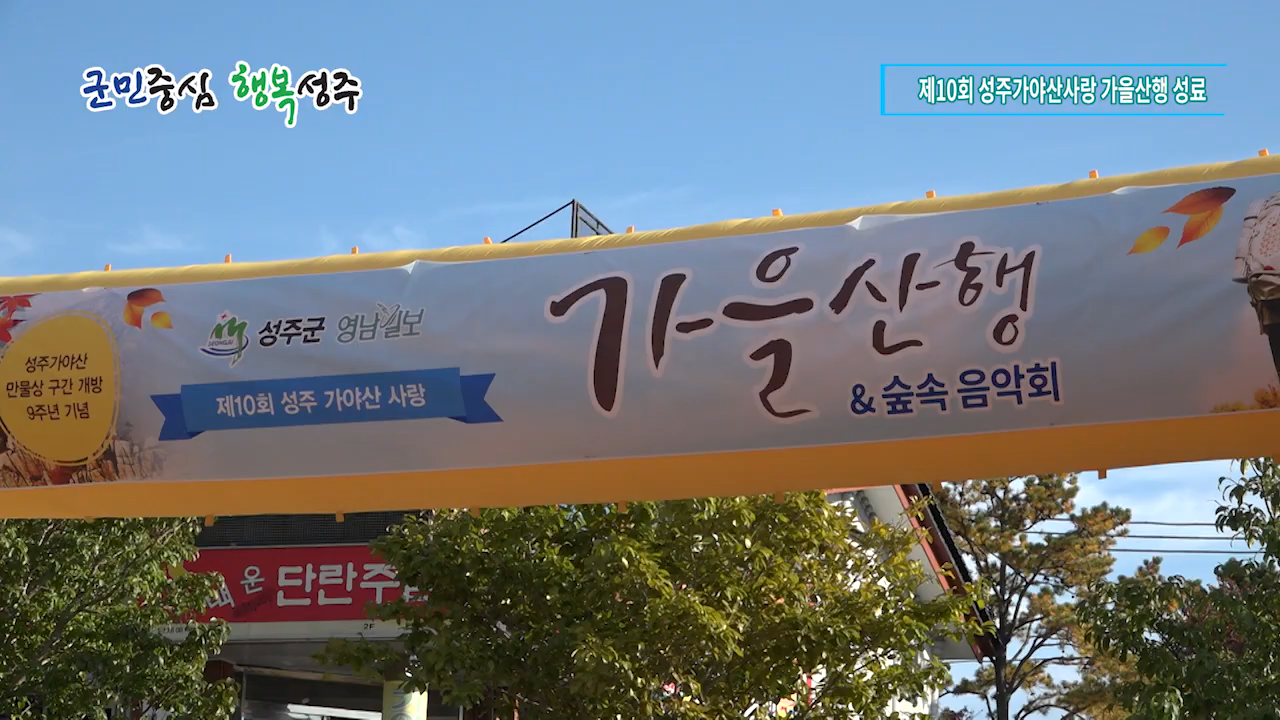 군민중심 행복성주
제10회 성주가야산사랑 가을산행 성료
성주가야산
만물상 구간 개방
9주년 기념
SEONGJU
성주군 영남일보
제10회 성주 가야산 사랑
가을산행
& 숲속 음악회
운 단란주
2F